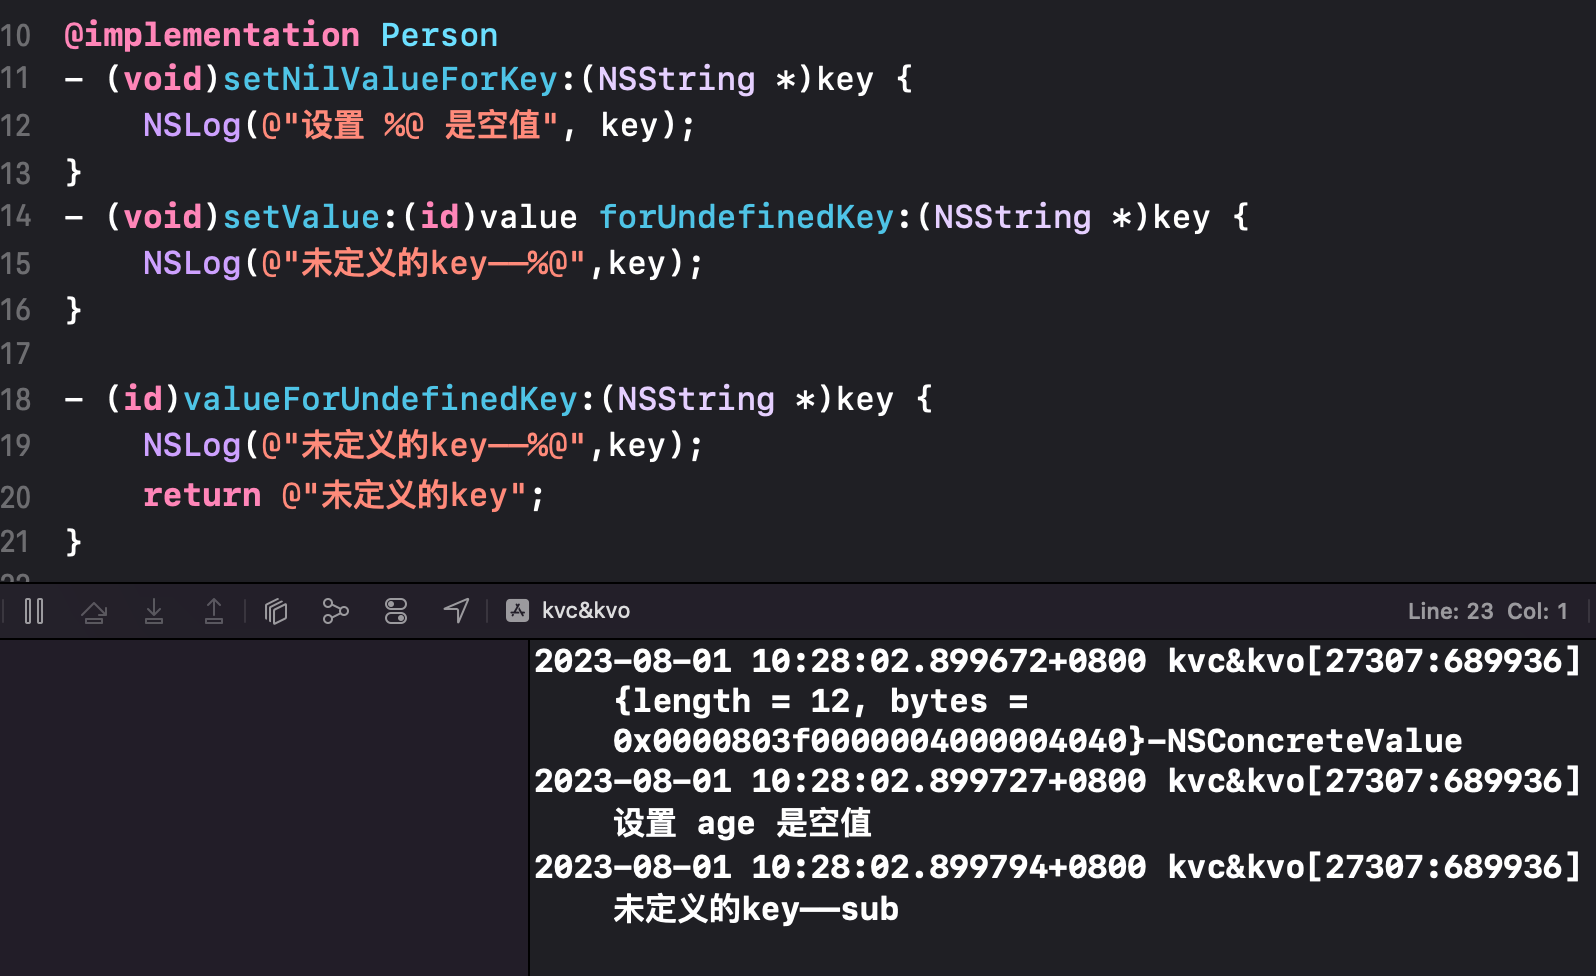 10 @implementation Person
11 - (void)setNilValueForKey:(NSString *)key {
12 NSLog(@"设置 %@ 是空值", key);
13 }
14 - (void)setValue:(id)value forUndefinedKey:(NSString *)key {
15 NSLog(@"未定义的key——%@",key);
16 }
17
18 - (id)valueForUndefinedKey:(NSString *)key {
19 NSLog(@"未定义的key——%@",key);
20 return @"未定义的key";
21 }
22
kvc&kvo Line: 23 Col: 1
2023-08-01 10:28:02.899672+0800 kvc&kvo[27307:689936]
{length = 12, bytes =
0x0000803f0000004000004040}-NSConcreteValue
2023-08-01 10:28:02.899727+0800 kvc&kvo[27307:689936]
设置 age 是空值
2023-08-01 10:28:02.899794+0800 kvc&kvo[27307:689936]
未定义的key——sub